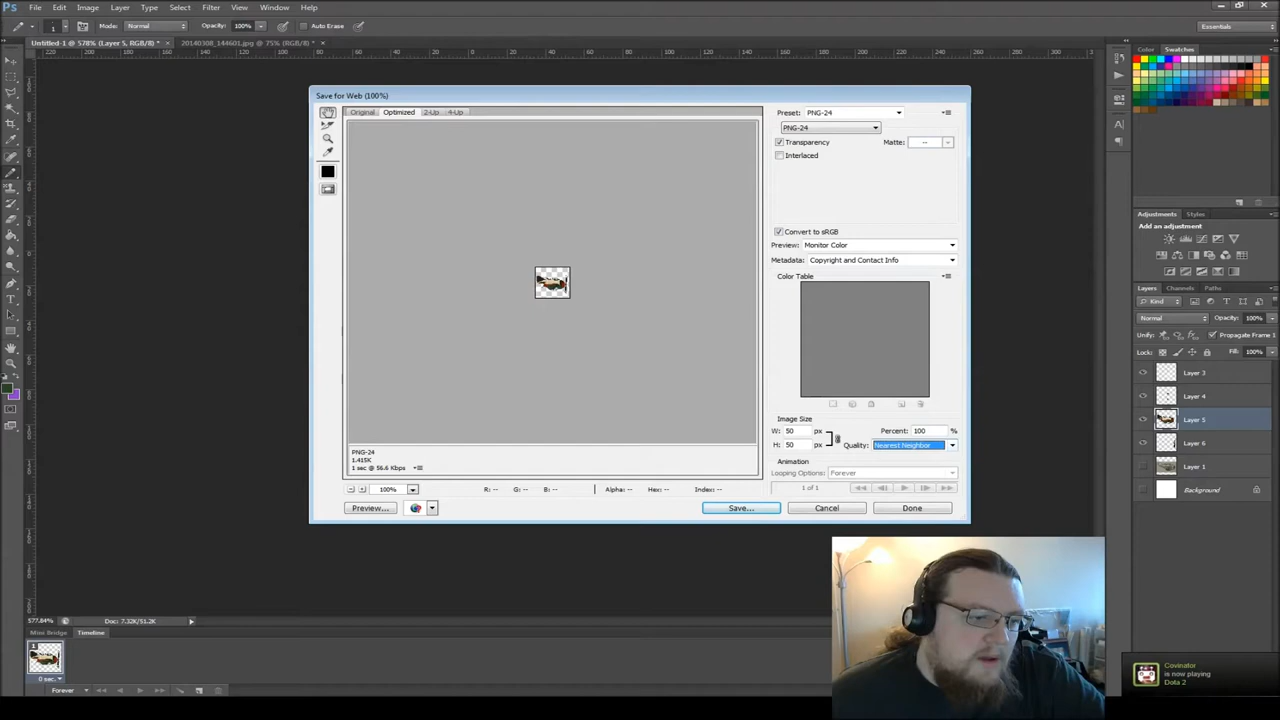 Ps File Edit Image Layer Type Select Filter View Window Help
1 Mode: Normal Opacity: 100% Auto Erase Essentials
Untitled-1 @ 578% (Layer 5, RGB/8) * × 20140308_144601.jpg @ 75% (RGB/8) * ×
Color Swatches
Save for Web (100%)
Original Optimized 2-Up 4-Up
Preset: PNG-24
PNG-24
Transparency Matte: --
Interlaced
Convert to sRGB
Preview: Monitor Color
Metadata: Copyright and Contact Info
Color Table
Image Size
W: 50 px Percent: 100 %
H: 50 px Quality: Nearest Neighbor
Animation
Looping Options: Forever
1 of 1
PNG-24
1.415K
1 sec @ 56.6 Kbps
100% R: -- G: -- B: -- Alpha: -- Hex: -- Index: --
Preview... Save... Cancel Done
Adjustments Styles
Add an adjustment
Layers Channels Paths
Kind
Normal Opacity: 100%
Unify: Propagate Frame 1
Lock: Fill: 100%
Layer 3
Layer 4
Layer 5
Layer 6
Layer 1
Background
577.84% Doc: 7.32K/51.2K
Mini Bridge Timeline
1
0 sec.
Forever
Covinator
is now playing
Dota 2